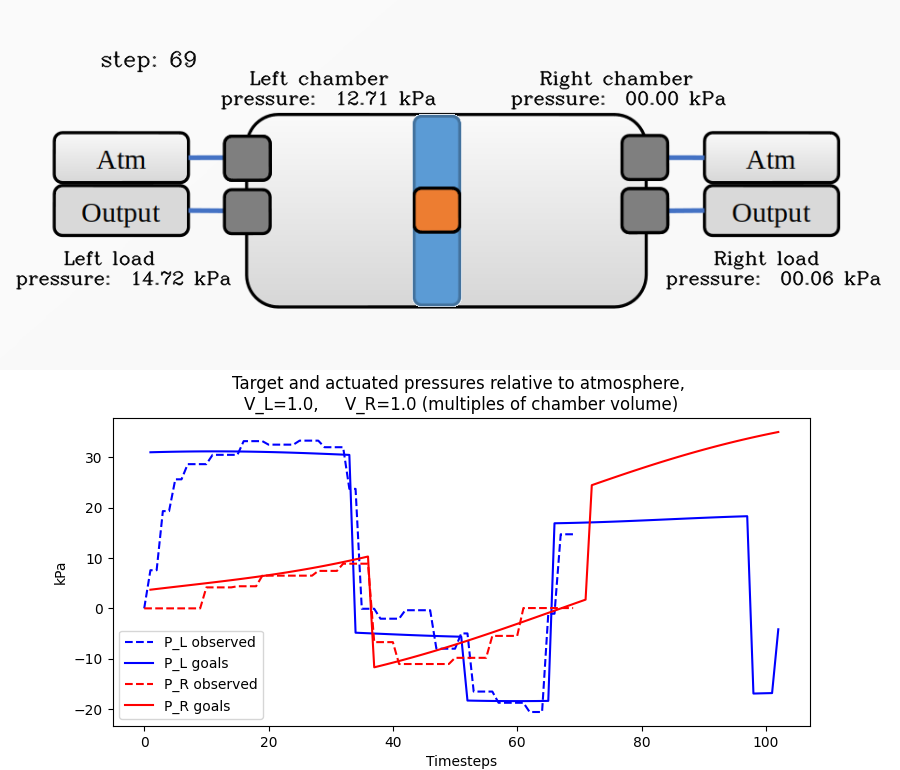 step: 69
Left chamber
pressure: 12.71 kPa
Right chamber
pressure: 00.00 kPa
Atm
Output
Atm
Output
Left load
pressure: 14.72 kPa
Right load
pressure: 00.06 kPa
Target and actuated pressures relative to atmosphere,
V_L=1.0, V_R=1.0 (multiples of chamber volume)
30
20
10
0
−10
−20
kPa
P_L observed
P_L goals
P_R observed
P_R goals
0 20 40 60 80 100
Timesteps